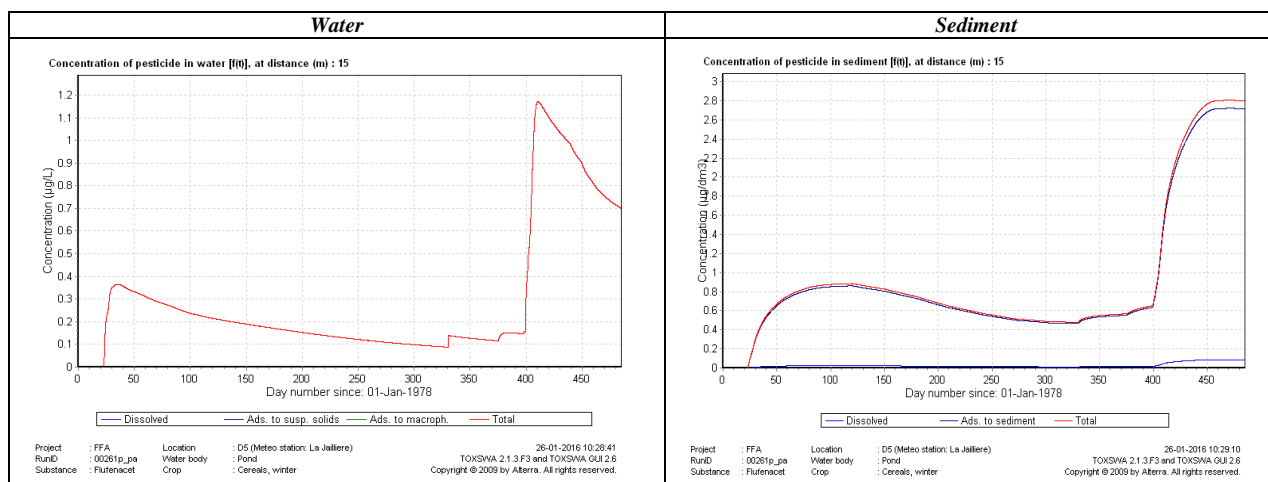 Water
Sediment
Concentration of pesticide in water [f(t)], at distance (m) : 15
Concentration (µg/L)
1.2
1.1
1
0.9
0.8
0.7
0.6
0.5
0.4
0.3
0.2
0.1
0
0 50 100 150 200 250 300 350 400 450
Day number since: 01-Jan-1978
Dissolved Ads. to susp. solids Ads. to macroph. Total
Project : FFA Location : D5 (Meteo station: La Jailliere) 26-01-2016 10:28:41
RunID : 00261p_pa Water body : Pond TOXSWA 2.1.3.F3 and TOXSWA GUI 2.6
Substance : Flufenacet Crop : Cereals, winter Copyright © 2009 by Alterra. All rights reserved.
Concentration of pesticide in sediment [f(t)], at distance (m) : 15
Concentration (µg/dm3)
3
2.8
2.6
2.4
2.2
2
1.8
1.6
1.4
1.2
1
0.8
0.6
0.4
0.2
0
0 50 100 150 200 250 300 350 400 450
Day number since: 01-Jan-1978
Dissolved Ads. to sediment Total
Project : FFA Location : D5 (Meteo station: La Jailliere) 26-01-2016 10:29:10
RunID : 00261p_pa Water body : Pond TOXSWA 2.1.3.F3 and TOXSWA GUI 2.6
Substance : Flufenacet Crop : Cereals, winter Copyright © 2009 by Alterra. All rights reserved.